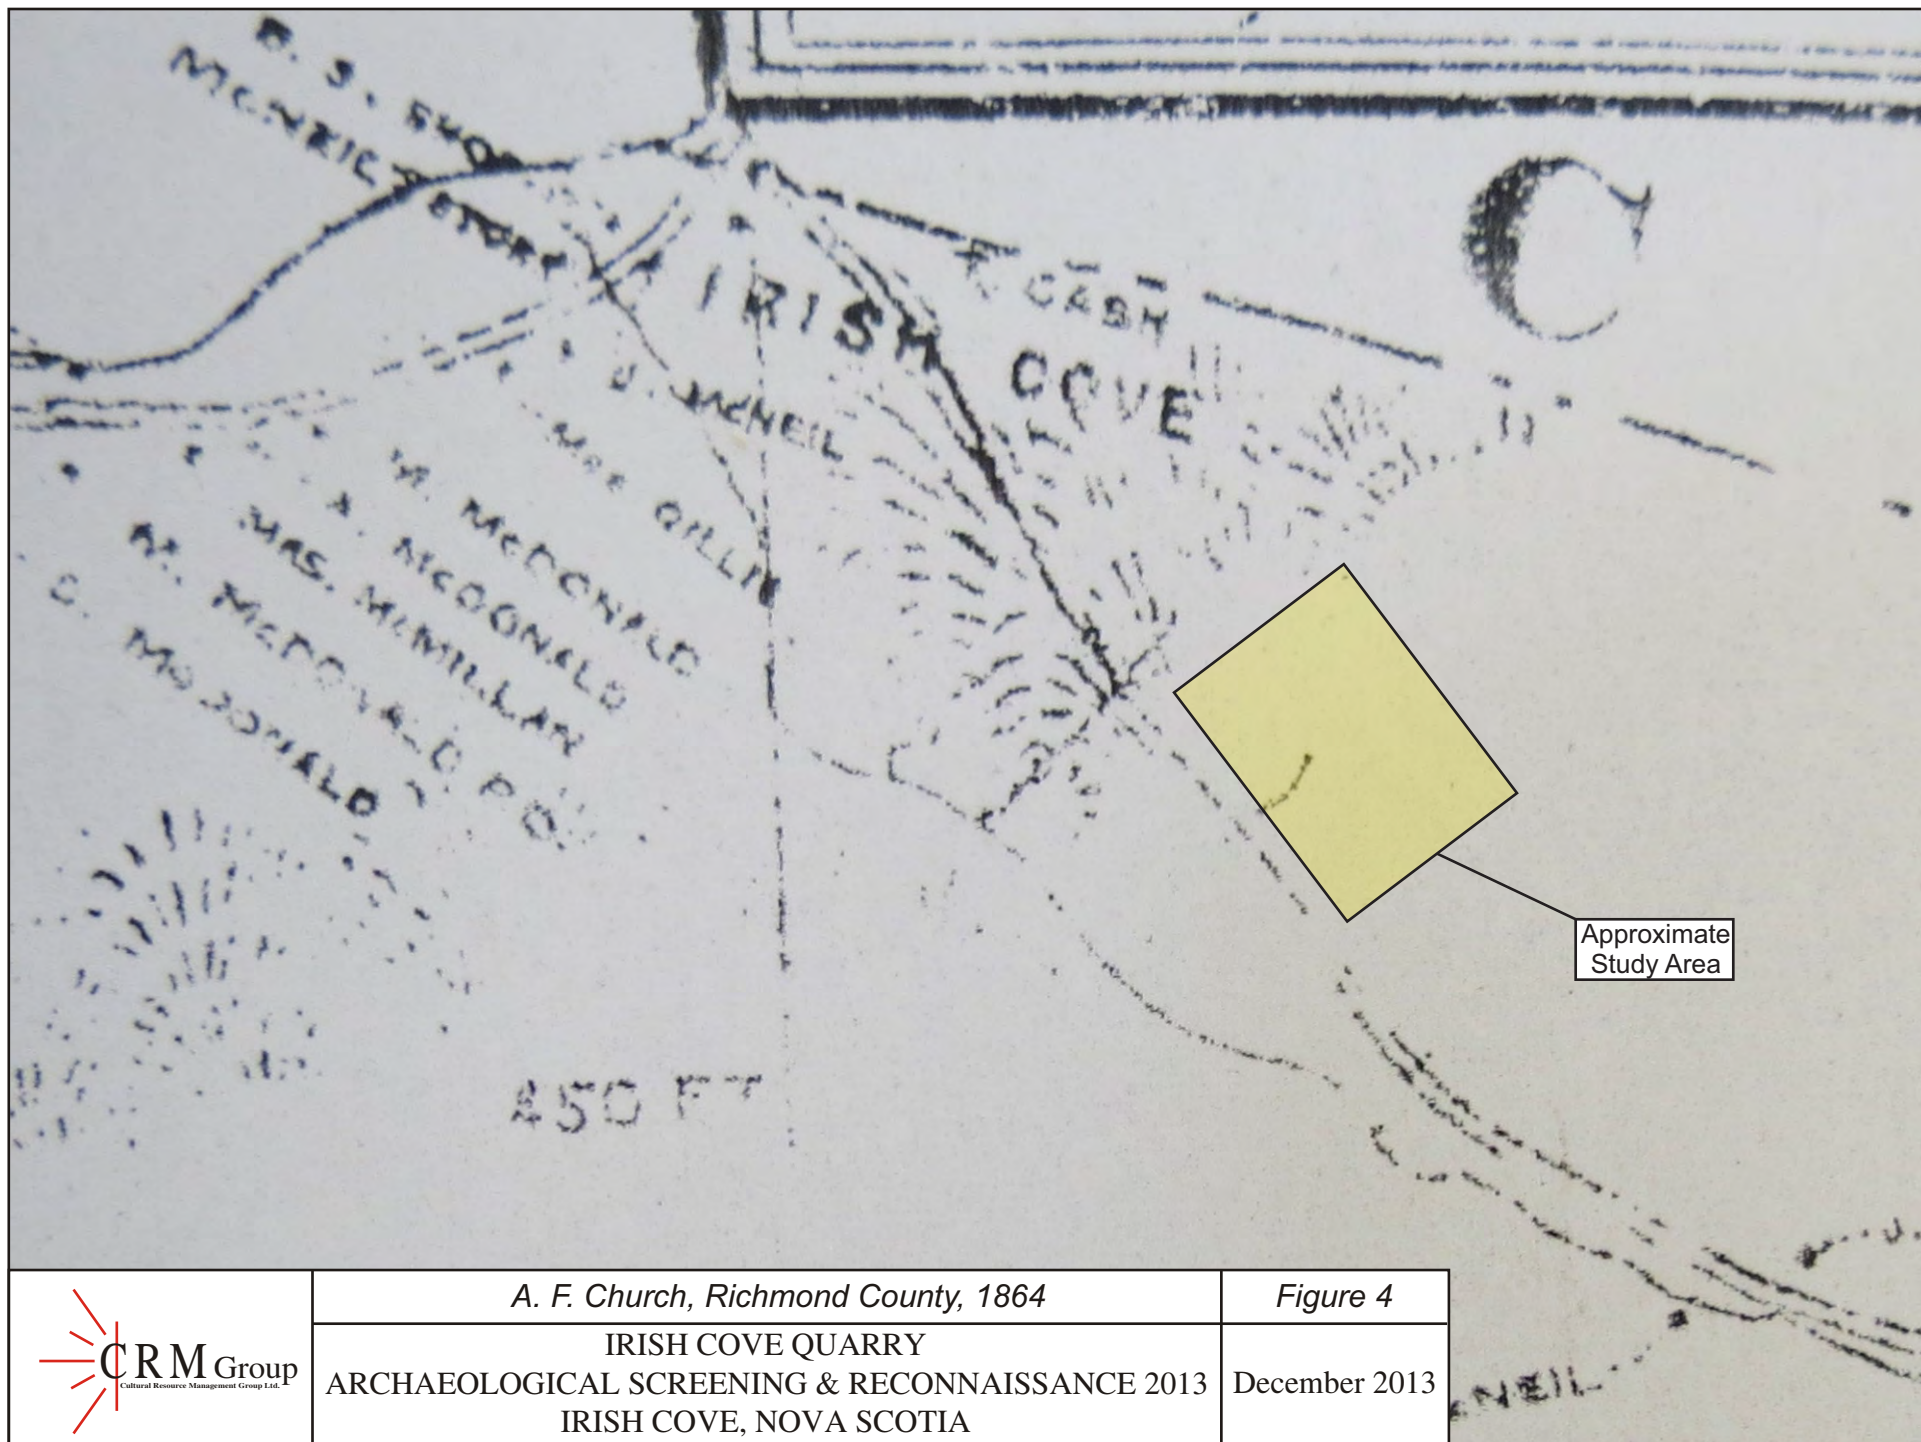 B. S. SHOP
McNEIL STORE
C
IRISH COVE
CASH
J. McNEIL
MRS GILLIS
M. McDONALD
A. McDONALD
MRS. McMILLAN
McDONALD P.O.
McDONALD
450 FT
Approximate
Study Area
NEIL
CRM Group
Cultural Resource Management Group Ltd.
A. F. Church, Richmond County, 1864
Figure 4
IRISH COVE QUARRY
ARCHAEOLOGICAL SCREENING & RECONNAISSANCE 2013
IRISH COVE, NOVA SCOTIA
December 2013